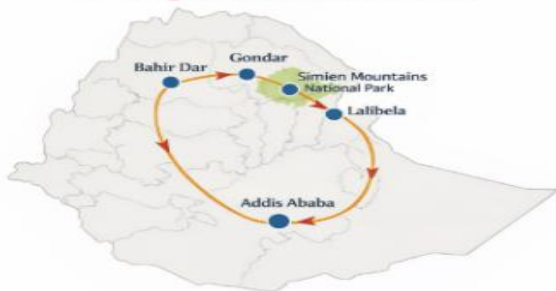 Gondar
Bahir Dar
Simien Mountains
National Park
Lalibela
Addis Ababa